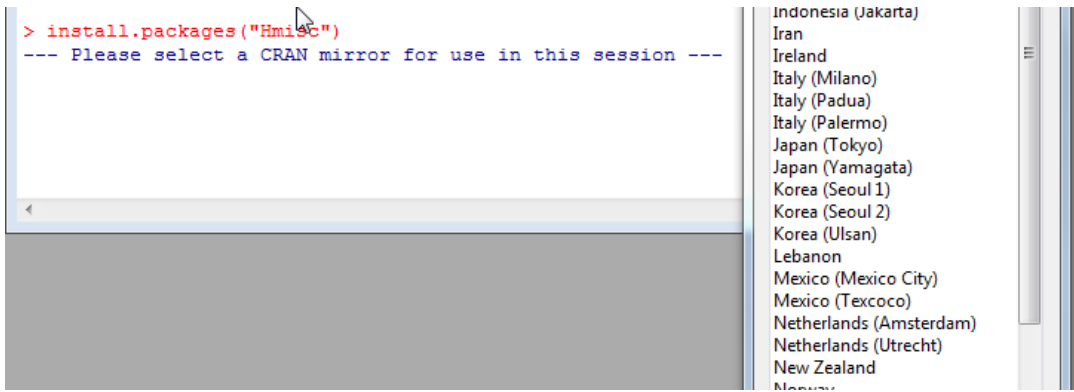 > install.packages("Hmisc")
--- Please select a CRAN mirror for use in this session ---
Indonesia (Jakarta)
Iran
Ireland
Italy (Milano)
Italy (Padua)
Italy (Palermo)
Japan (Tokyo)
Japan (Yamagata)
Korea (Seoul 1)
Korea (Seoul 2)
Korea (Ulsan)
Lebanon
Mexico (Mexico City)
Mexico (Texcoco)
Netherlands (Amsterdam)
Netherlands (Utrecht)
New Zealand
Norway